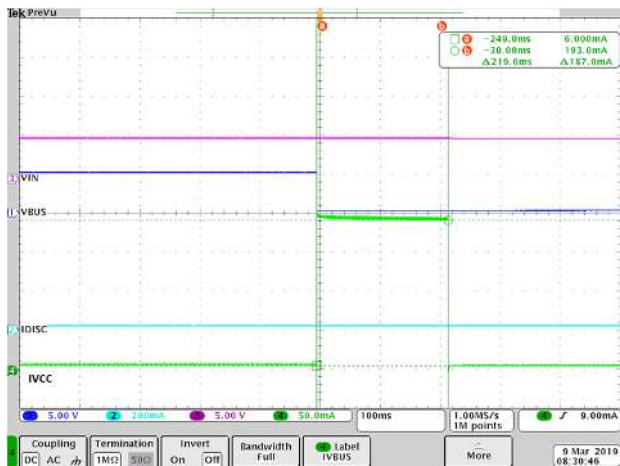 Tek PreVu
a b
a −249.0ms 6.000mA
b −30.00ms 193.0mA
Δ219.0ms Δ187.0mA
3 VIN
1 VBUS
2 IDISC
4 IVCC
1 5.00 V 2 200mA 3 5.00 V 4 50.0mA 100ms 1.00MS/s 4 9.00mA
1M points
Coupling Termination Invert Bandwidth 4 Label More
DC AC 1MΩ 50Ω On Off Full IVBUS
9 Mar 2019
08:30:46